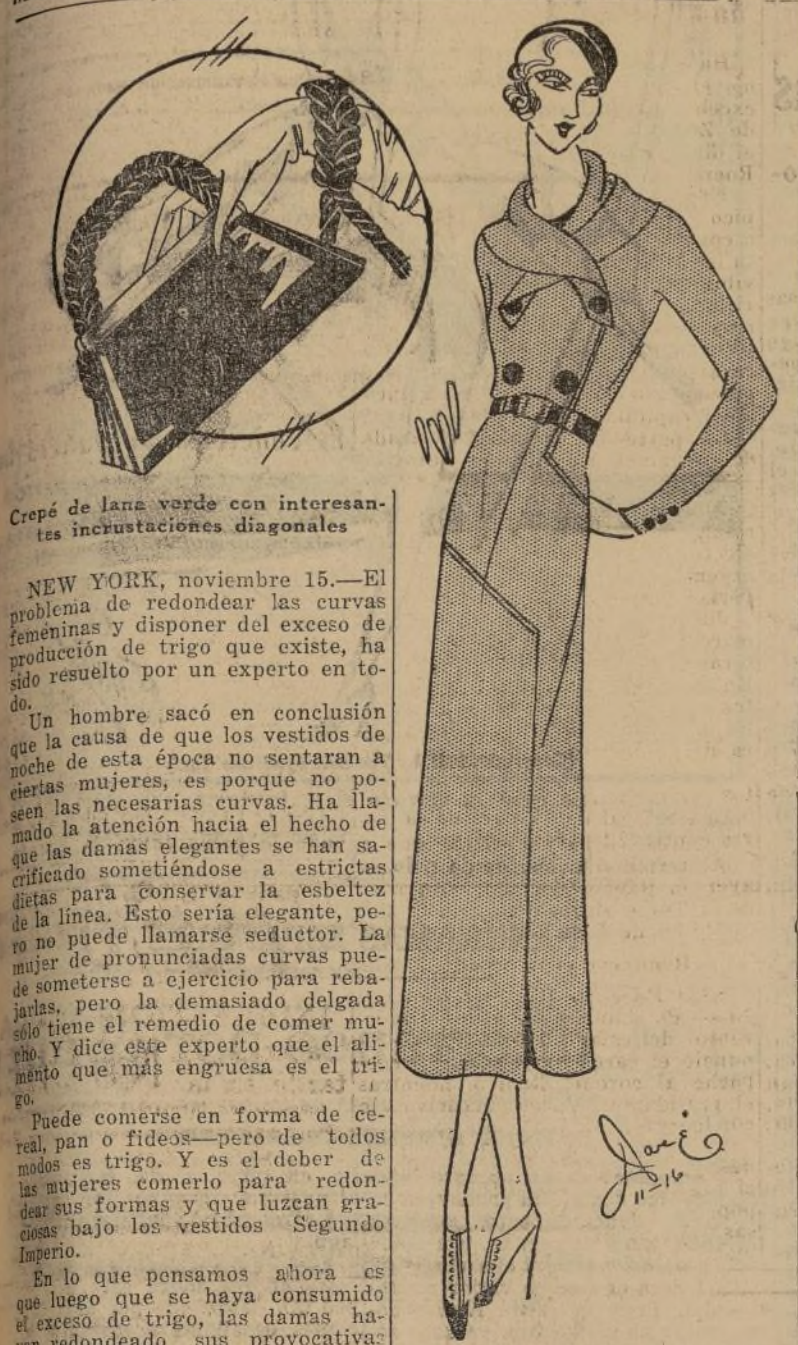 Crepé de lana verde con interesan-
tes incrustaciones diagonales
NEW YORK, noviembre 15.—El
problema de redondear las curvas
femeninas y disponer del exceso de
producción de trigo que existe, ha
sido resuelto por un experto en to-
do.
Un hombre sacó en conclusión
que la causa de que los vestidos de
noche de esta época no sentaran a
ciertas mujeres, es porque no po-
seen las necesarias curvas. Ha lla-
mado la atención hacia el hecho de
que las damas elegantes se han sa-
crificado sometiéndose a estrictas
dietas para conservar la esbeltez
de la línea. Esto sería elegante, pe-
ro no puede llamarse seductor. La
mujer de pronunciadas curvas pue-
de someterse a ejercicio para reba-
jarlas, pero la demasiado delgada
sólo tiene el remedio de comer mu-
cho. Y dice este experto que el ali-
mento que más engruesa es el tri-
go.
Puede comerse en forma de ce-
real, pan o fideos—pero de todos
modos es trigo. Y es el deber de
las mujeres comerlo para redon-
dear sus formas y que luzcan gra-
ciosas bajo los vestidos Segundo
Imperio.
En lo que pensamos ahora es
que luego que se haya consumido
el exceso de trigo, las damas ha-
redondeado sus provocativas
11-16